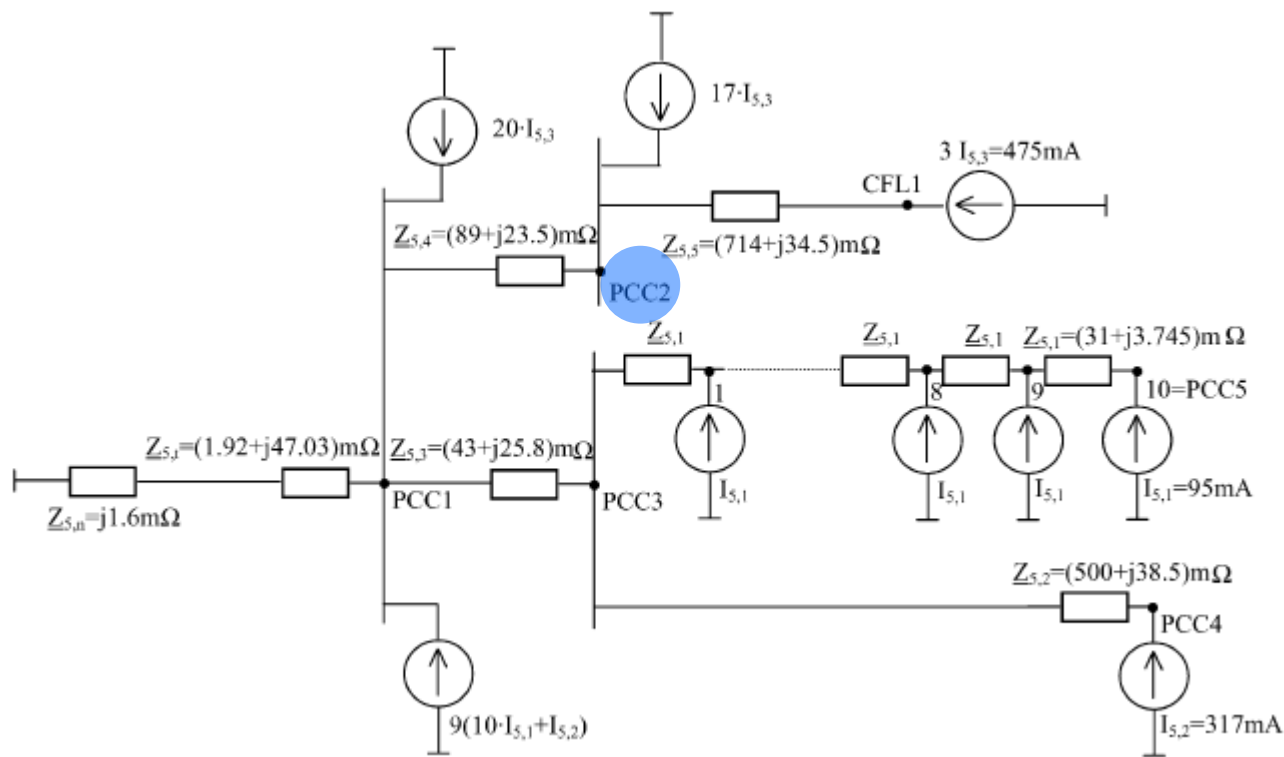 20·I₅,₃
17·I₅,₃
3 I₅,₃=475mA
CFL1
Z₅,₄=(89+j23.5)mΩ
Z₅,₅=(714+j34.5)mΩ
PCC2
Z₅,₁
Z₅,₁
Z₅,₁
Z₅,₁=(31+j3.745)mΩ
1
8
9
10=PCC5
Z₅,t=(1.92+j47.03)mΩ
Z₅,₃=(43+j25.8)mΩ
PCC1
PCC3
I₅,₁
I₅,₁
I₅,₁
I₅,₁=95mA
Z₅,n=j1.6mΩ
Z₅,₂=(500+j38.5)mΩ
PCC4
9(10·I₅,₁+I₅,₂)
I₅,₂=317mA